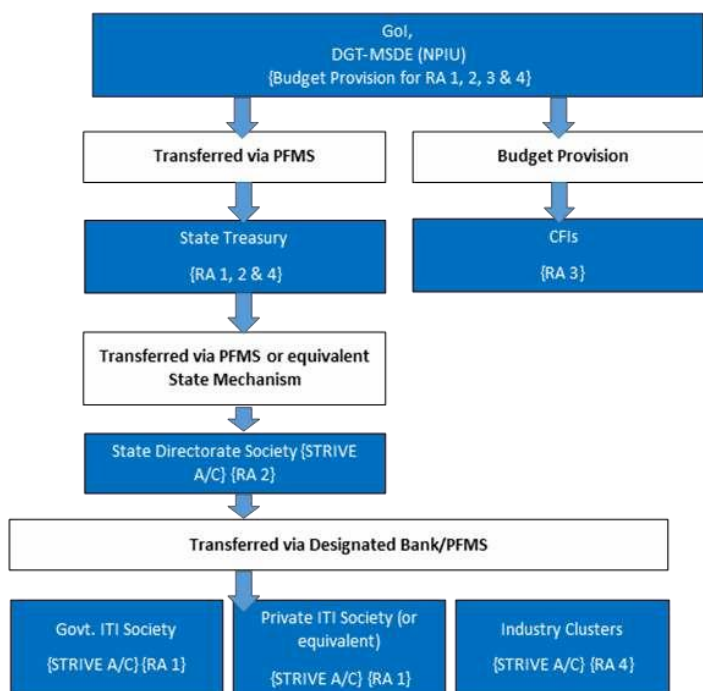 GoI,
DGT-MSDE (NPIU)
{Budget Provision for RA 1, 2, 3 & 4}
Transferred via PFMS
Budget Provision
State Treasury
{RA 1, 2 & 4}
CFIs
{RA 3}
Transferred via PFMS or equivalent
State Mechanism
State Directorate Society {STRIVE
A/C} {RA 2}
Transferred via Designated Bank/PFMS
Govt. ITI Society
{STRIVE A/C} {RA 1}
Private ITI Society (or
equivalent)
{STRIVE A/C} {RA 1}
Industry Clusters
{STRIVE A/C} {RA 4}